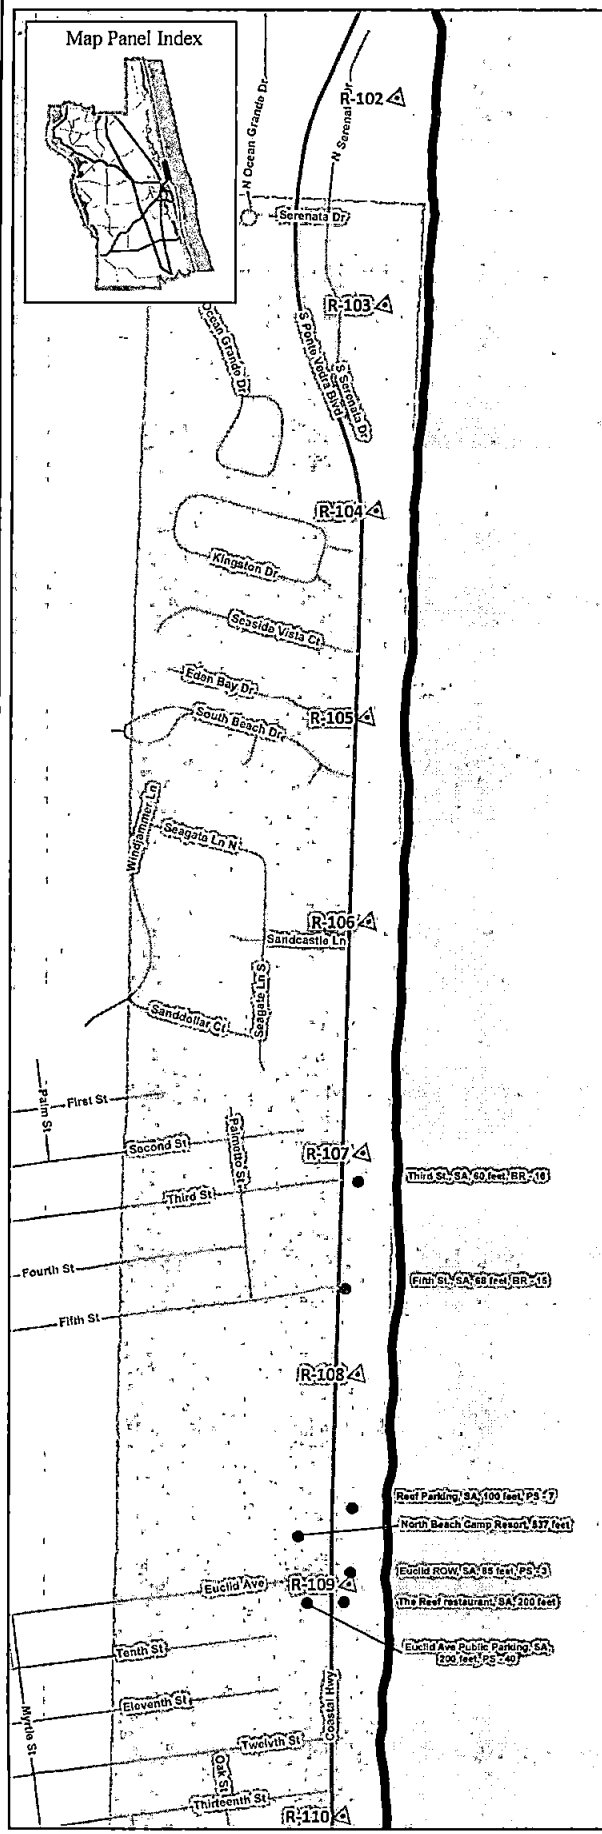 Map Panel Index
N Ocean Grande Dr
R-102
N Serenata Dr
Serenata Dr
R-103
Ocean Grande Dr
S Ponte Vedra Blvd
S Serenata Dr
R-104
Kingston Dr
Seaside Vista Ct
Eden Bay Dr
South Beach Dr
R-105
Windjammer Ln
Seagate Ln N
R-106
Sandcastle Ln
Seagate Ln S
Sanddollar Ct
Palm St
First St
Second St
Palmetto St
R-107
Third St., SA, 60 feet, BR - 16
Third St
Fourth St
Fifth St., SA, 68 feet, BR - 15
Fifth St
R-108
Reef Parking, SA, 100 feet, PS - 7
North Beach Camp Resort, 537 feet
Euclid ROW, SA, 85 feet, PS - 3
Euclid Ave
R-109
The Reef restaurant, SA, 200 feet
Euclid Ave Public Parking, SA,
200 feet, PS - 40
Tenth St
Eleventh St
Coastal Hwy
Myrtle St
Twelvth St
Oak St
Thirteenth St
R-110